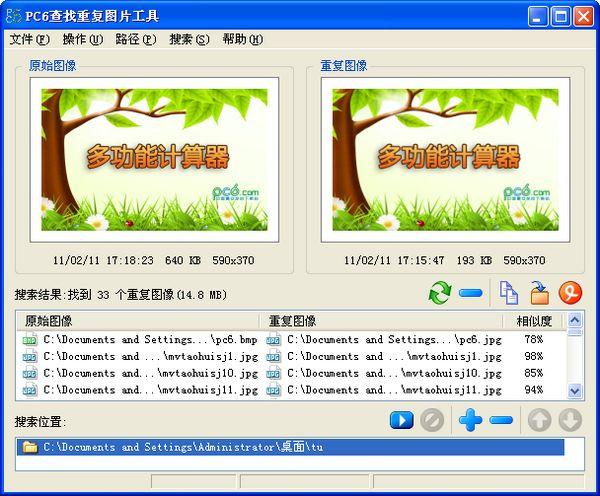 PC6查找重复图片工具
文件(F) 操作(U) 路径(P) 搜索(S) 帮助(H)
原始图像
重复图像
多功能计算器
pc6.com
多功能计算器
pc6.com
11/02/11 17:18:23 640 KB 590x370
11/02/11 17:15:47 193 KB 590x370
搜索结果:找到 33 个重复图像(14.8 MB)
原始图像 重复图像 相似度
C:\Documents and Settings...\pc6.bmp C:\Documents and Settings...\pc6.jpg 78%
C:\Documents and ...\mvtaohuisj1.jpg C:\Documents and ...\mvtaohuisj1.jpg 98%
C:\Documents and ...\mvtaohuisj10.jpg C:\Documents and ...\mvtaohuisj10.jpg 85%
C:\Documents and ...\mvtaohuisj11.jpg C:\Documents and ...\mvtaohuisj11.jpg 94%
搜索位置:
C:\Documents and Settings\Administrator\桌面\tu